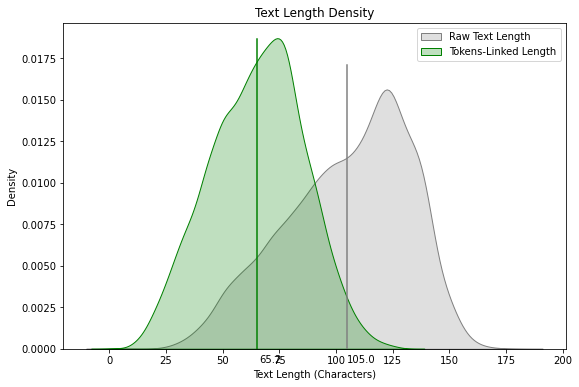 Text Length Density
Raw Text Length
Tokens-Linked Length
Density
0.0175
0.0150
0.0125
0.0100
0.0075
0.0050
0.0025
0.0000
0 25 50 75 100 125 150 175 200
105.0
Text Length (Characters)